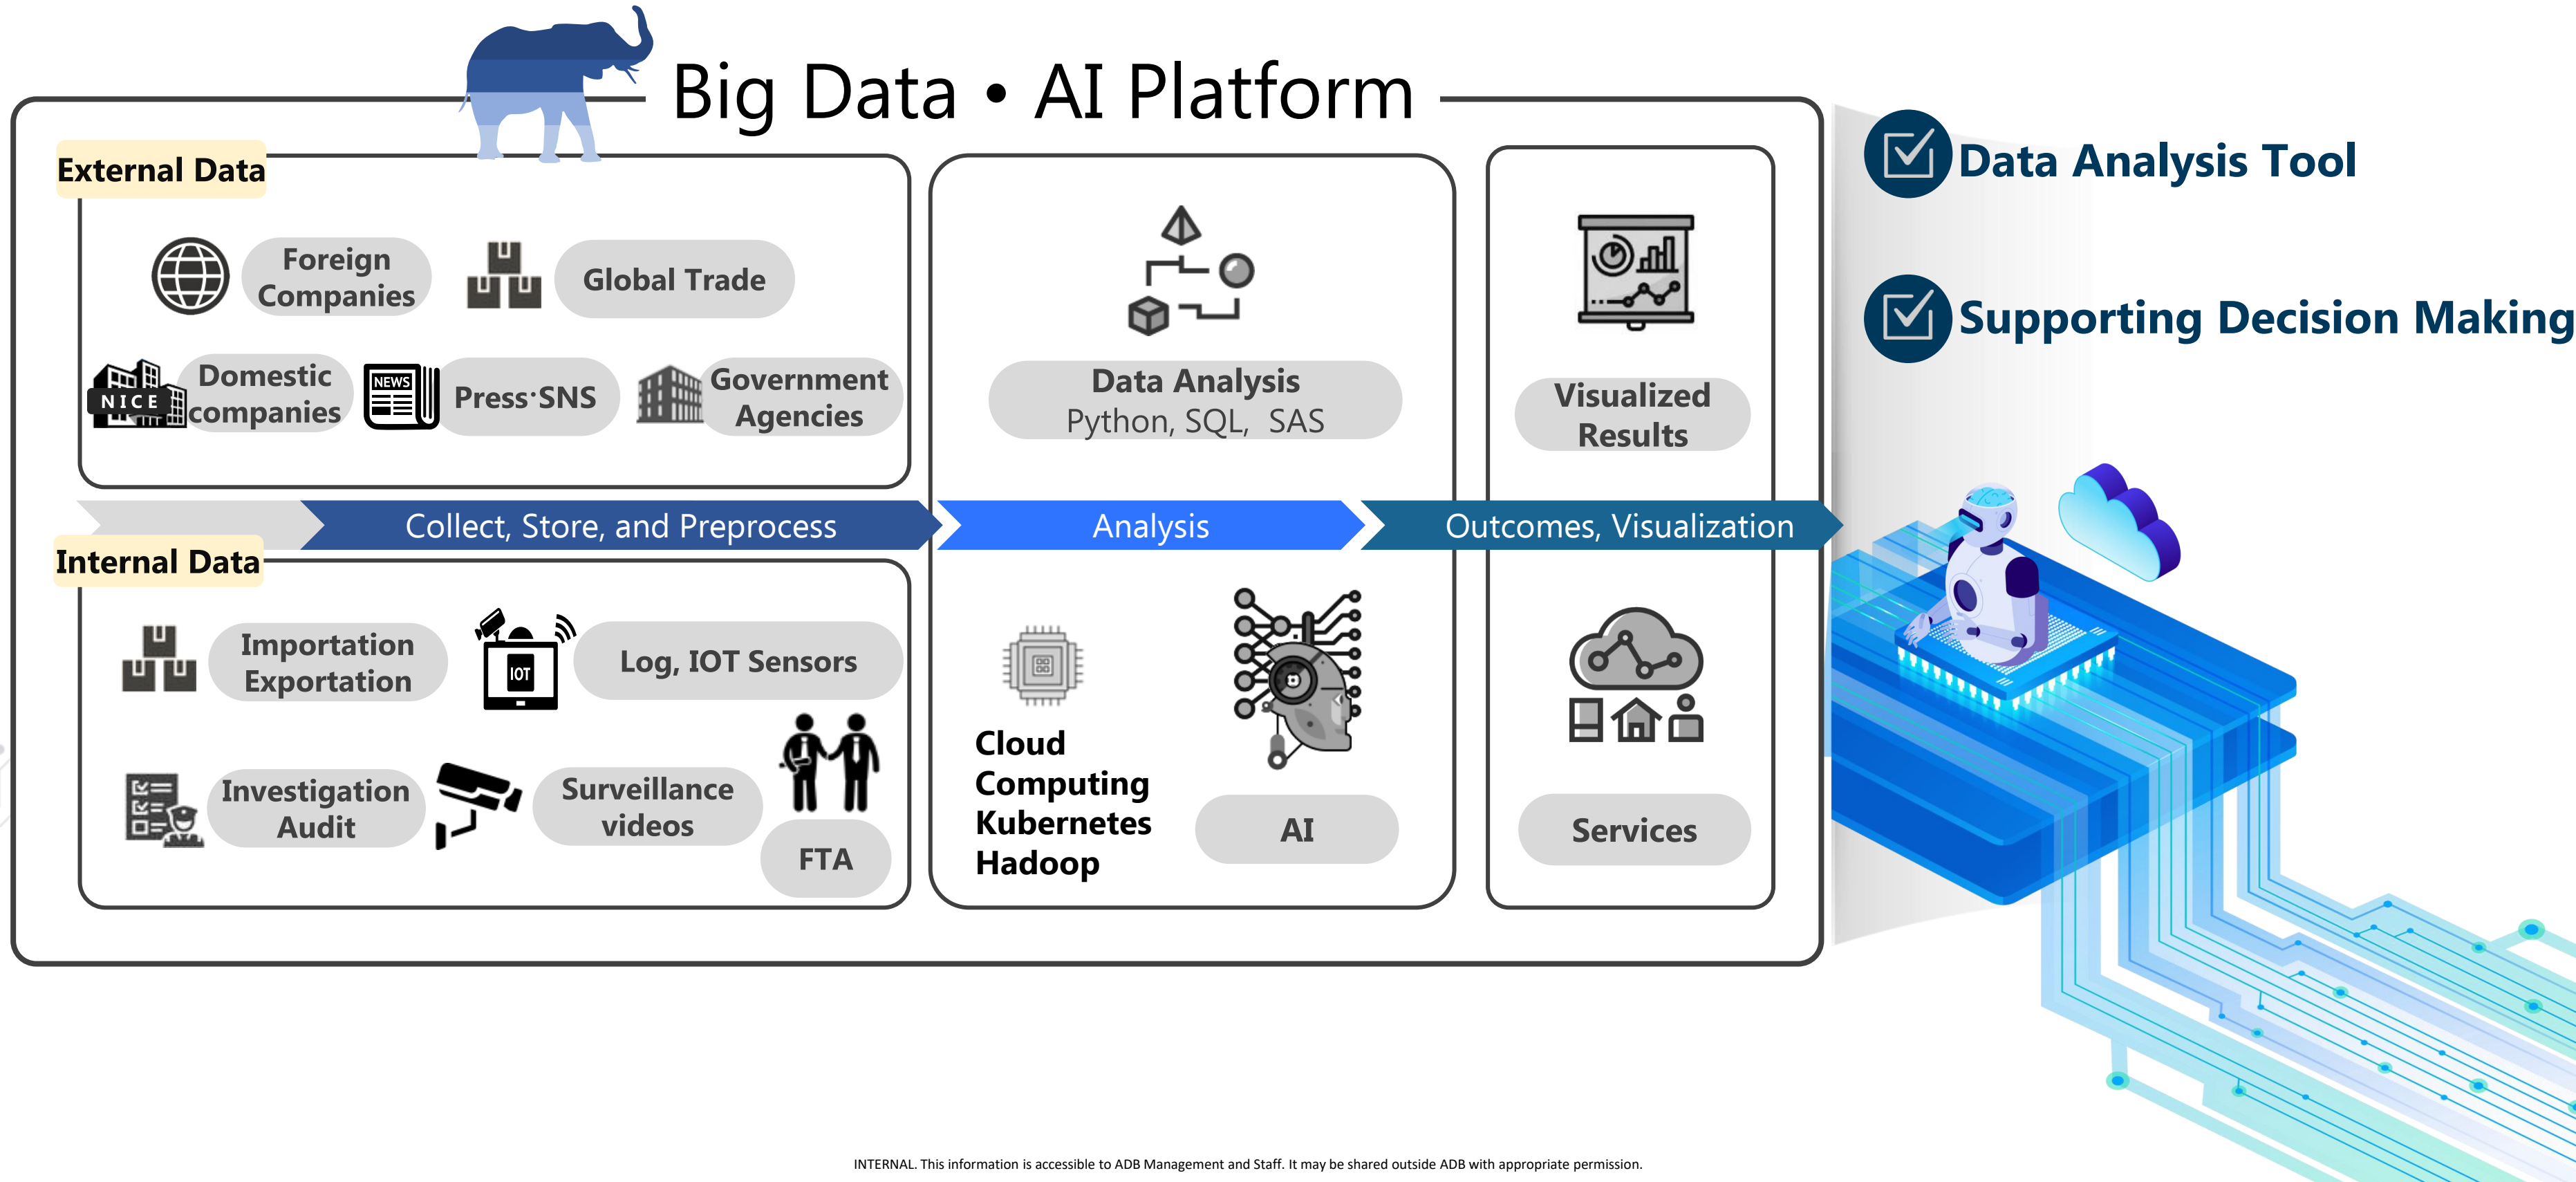 Big Data • AI Platform
External Data
Foreign
Companies
Global Trade
NICE
Domestic
companies
NEWS
Press·SNS
Government
Agencies
Collect, Store, and Preprocess
Internal Data
Importation
Exportation
IOT
Log, IOT Sensors
Investigation
Audit
Surveillance
videos
FTA
Data Analysis
Python, SQL, SAS
Analysis
Cloud
Computing
Kubernetes
Hadoop
AI
Visualized
Results
Outcomes, Visualization
Services
Data Analysis Tool
Supporting Decision Making
INTERNAL. This information is accessible to ADB Management and Staff. It may be shared outside ADB with appropriate permission.